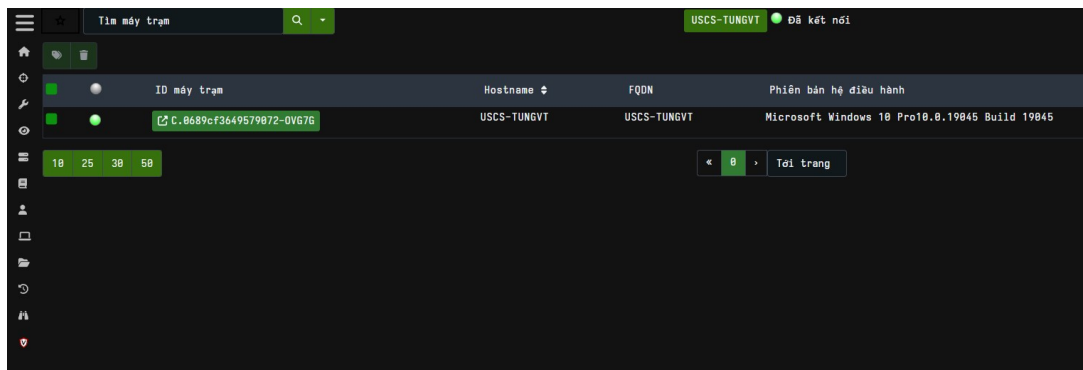 Tìm máy trạm
USCS-TUNGVT Đã kết nối
ID máy trạm Hostname FQDN Phiên bản hệ điều hành
C.0689cf3649579072-OVG7G USCS-TUNGVT USCS-TUNGVT Microsoft Windows 10 Pro10.0.19045 Build 19045
10 25 30 50 « 0 › Tới trang